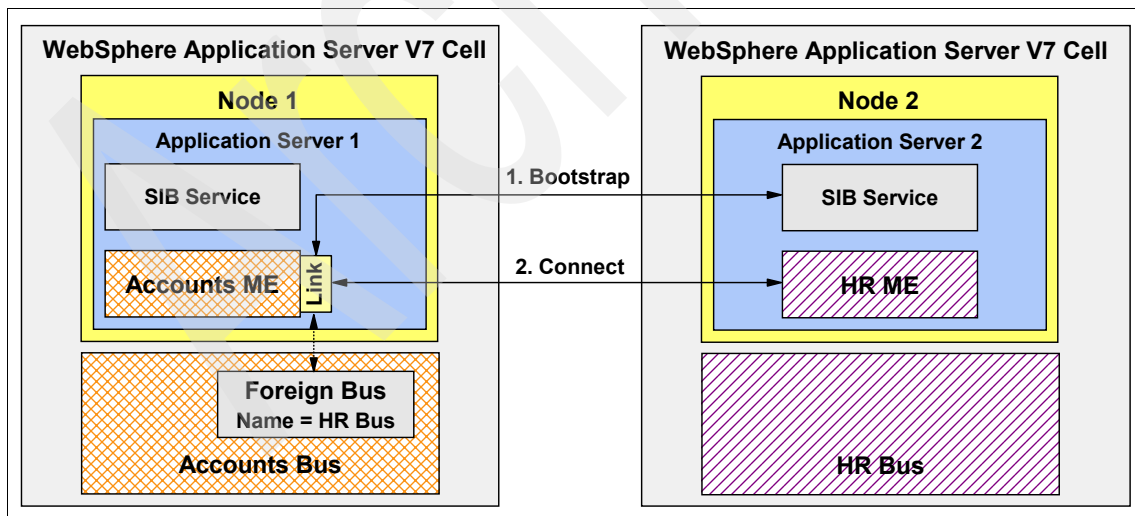 WebSphere Application Server V7 Cell
Node 1
Application Server 1
SIB Service
Accounts ME
Link
Foreign Bus
Name = HR Bus
Accounts Bus
1. Bootstrap
2. Connect
WebSphere Application Server V7 Cell
Node 2
Application Server 2
SIB Service
HR ME
HR Bus